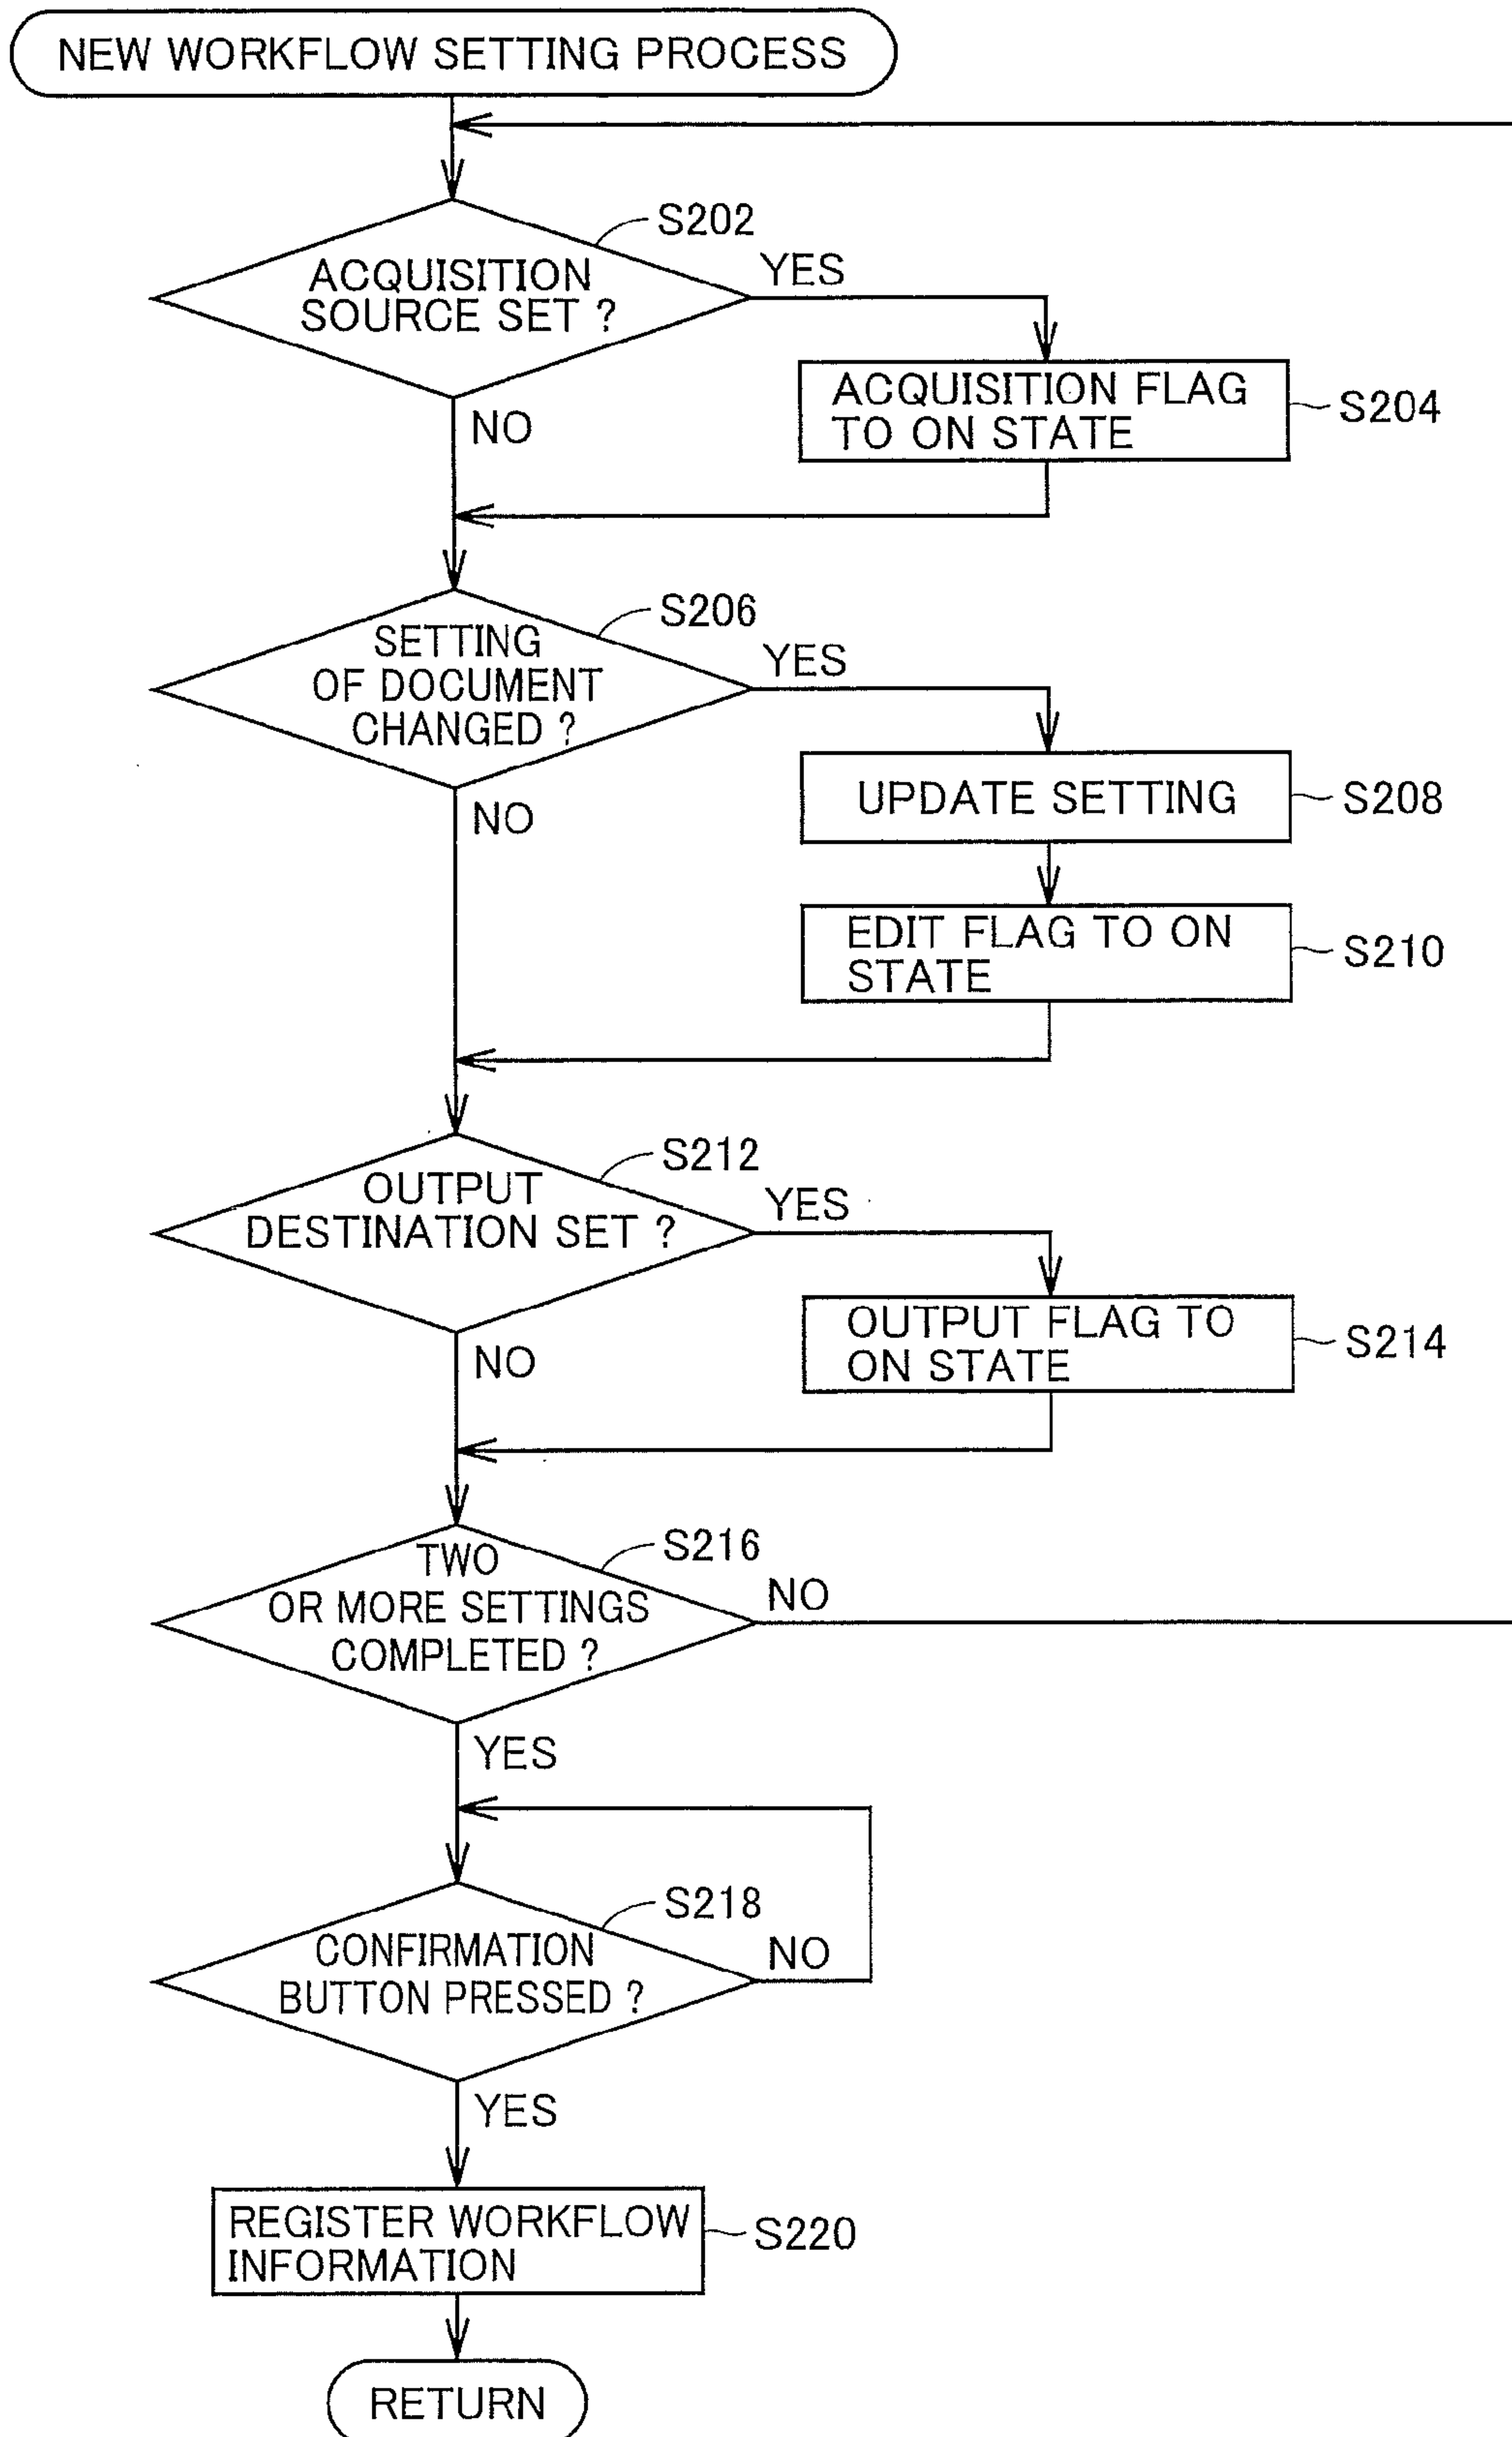 NEW WORKFLOW SETTING PROCESS
S202
ACQUISITION
SOURCE SET ?
YES
NO
ACQUISITION FLAG
TO ON STATE
S204
S206
SETTING
OF DOCUMENT
CHANGED ?
YES
NO
UPDATE SETTING
S208
EDIT FLAG TO ON
STATE
S210
S212
OUTPUT
DESTINATION SET ?
YES
NO
OUTPUT FLAG TO
ON STATE
S214
S216
TWO
OR MORE SETTINGS
COMPLETED ?
NO
YES
S218
CONFIRMATION
BUTTON PRESSED ?
NO
YES
REGISTER WORKFLOW
INFORMATION
S220
RETURN